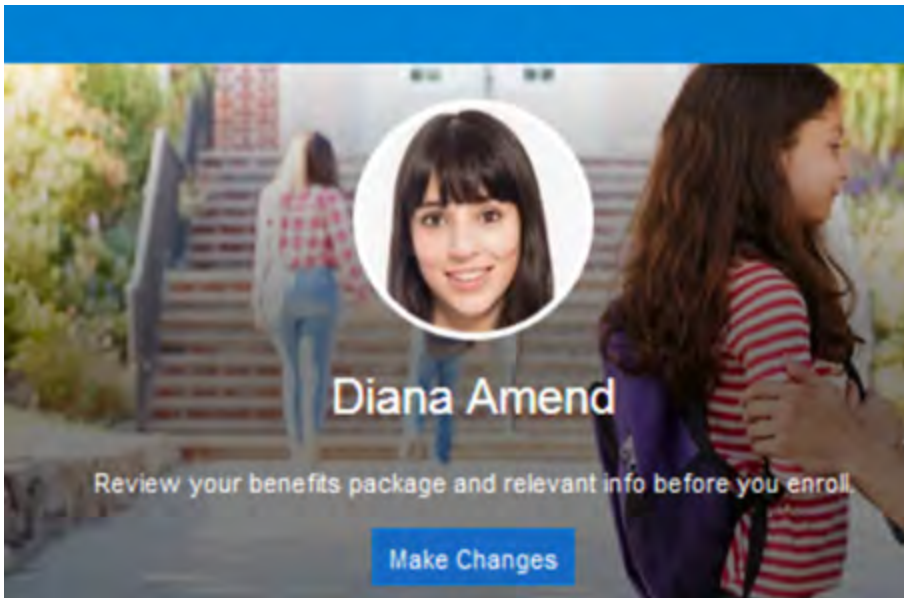 Diana Amend
Review your benefits package and relevant info before you enroll.
Make Changes